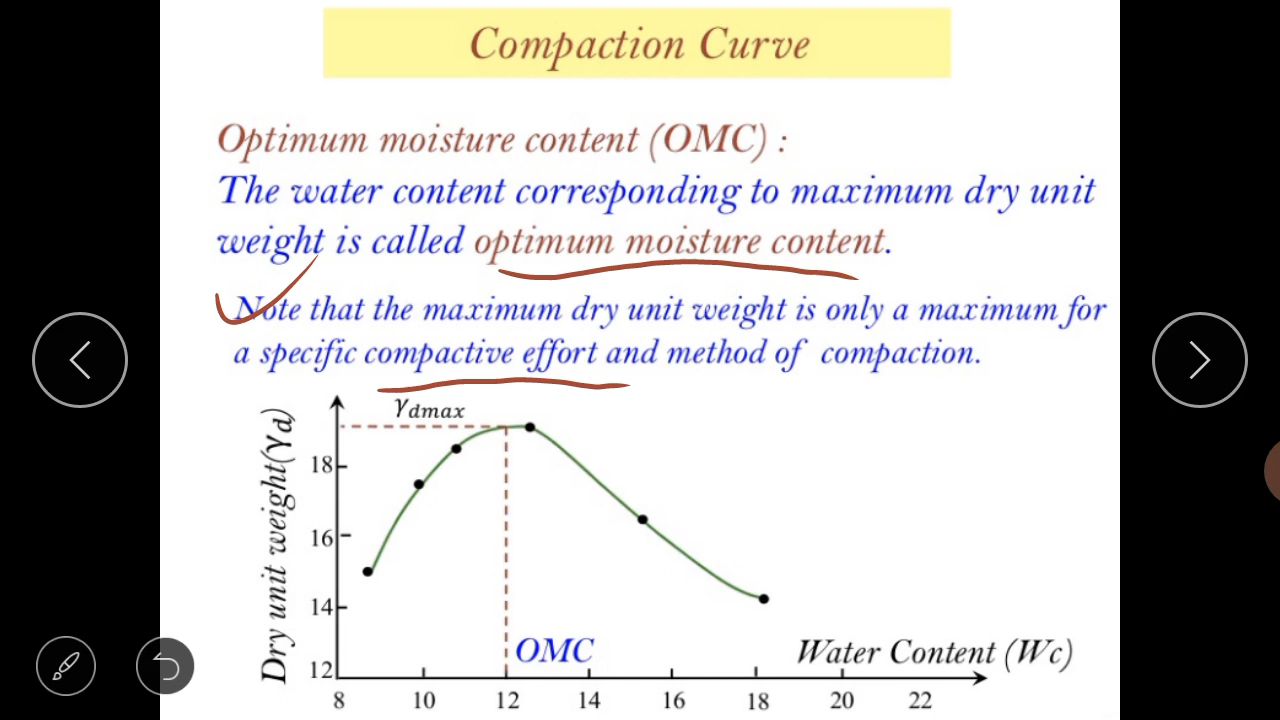 Compaction Curve
Optimum moisture content (OMC) :
The water content corresponding to maximum dry unit
weight is called optimum moisture content.
Note that the maximum dry unit weight is only a maximum for
a specific compactive effort and method of compaction.
Dry unit weight(γd)
γdmax
18
16
14
12
OMC
Water Content (Wc)
8 10 12 14 16 18 20 22